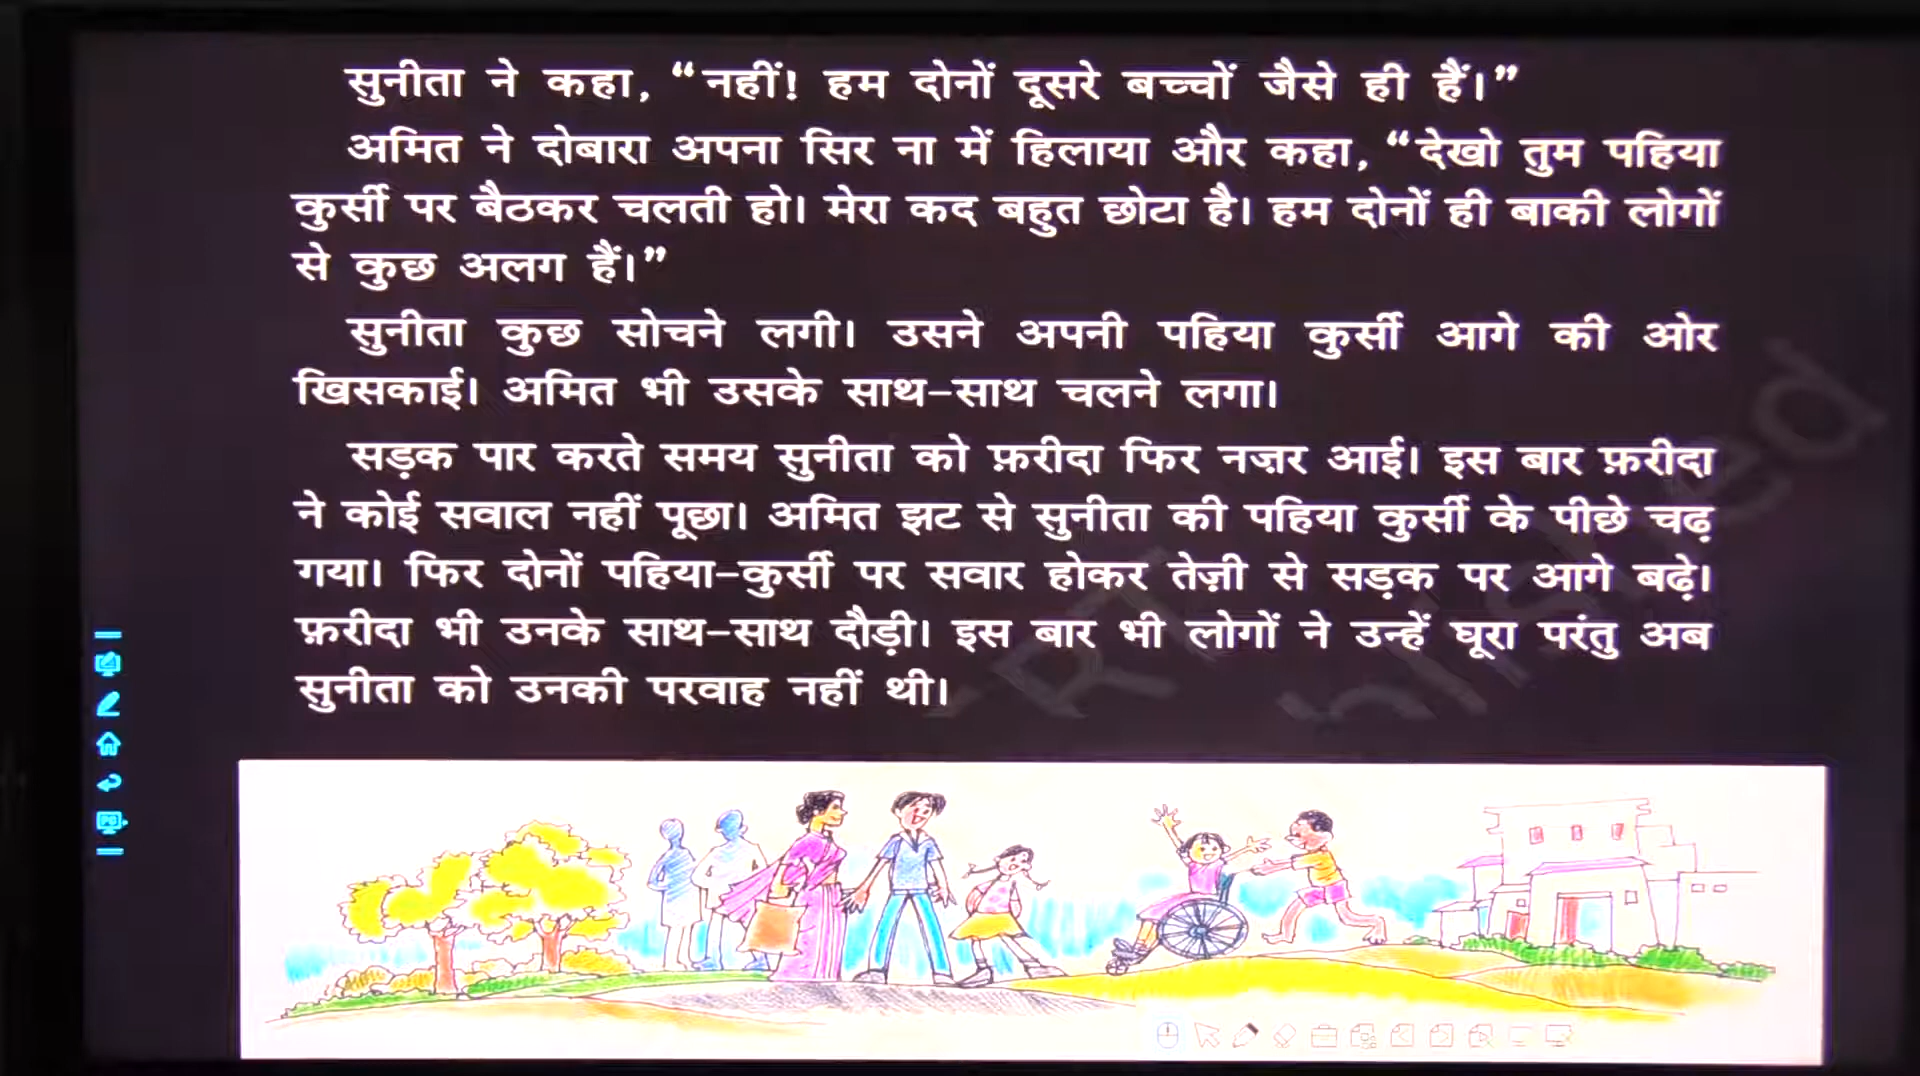 सुनीता ने कहा, “नहीं! हम दोनों दूसरे बच्चों जैसे ही हैं।”
अमित ने दोबारा अपना सिर ना में हिलाया और कहा, “देखो तुम पहिया
कुर्सी पर बैठकर चलती हो। मेरा कद बहुत छोटा है। हम दोनों ही बाकी लोगों
से कुछ अलग हैं।”
सुनीता कुछ सोचने लगी। उसने अपनी पहिया कुर्सी आगे की ओर
खिसकाई। अमित भी उसके साथ-साथ चलने लगा।
सड़क पार करते समय सुनीता को फ़रीदा फिर नज़र आई। इस बार फ़रीदा
ने कोई सवाल नहीं पूछा। अमित झट से सुनीता की पहिया कुर्सी के पीछे चढ़
गया। फिर दोनों पहिया-कुर्सी पर सवार होकर तेज़ी से सड़क पर आगे बढ़े।
फ़रीदा भी उनके साथ-साथ दौड़ी। इस बार भी लोगों ने उन्हें घूरा परंतु अब
सुनीता को उनकी परवाह नहीं थी।